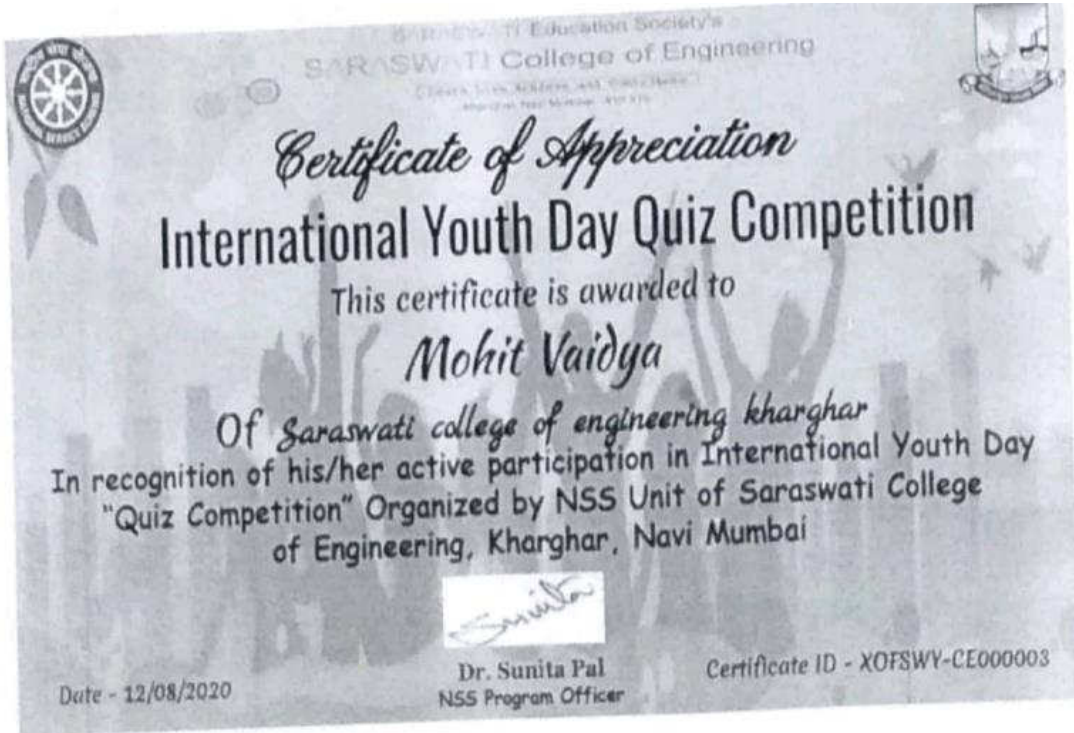 SARASWATI Education Society's
SARASWATI College of Engineering
Certificate of Appreciation
International Youth Day Quiz Competition
This certificate is awarded to
Mohit Vaidya
Of Saraswati college of engineering kharghar
In recognition of his/her active participation in International Youth Day
"Quiz Competition" Organized by NSS Unit of Saraswati College
of Engineering, Kharghar, Navi Mumbai
Sunita
Dr. Sunita Pal
NSS Program Officer
Date - 12/08/2020
Certificate ID - XOFSWY-CE000003